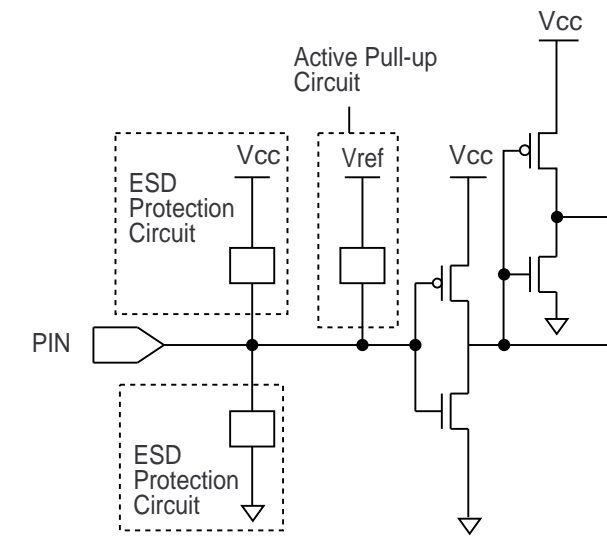 Vcc
Active Pull-up
Circuit
Vcc
Vref
Vcc
ESD
Protection
Circuit
PIN
ESD
Protection
Circuit